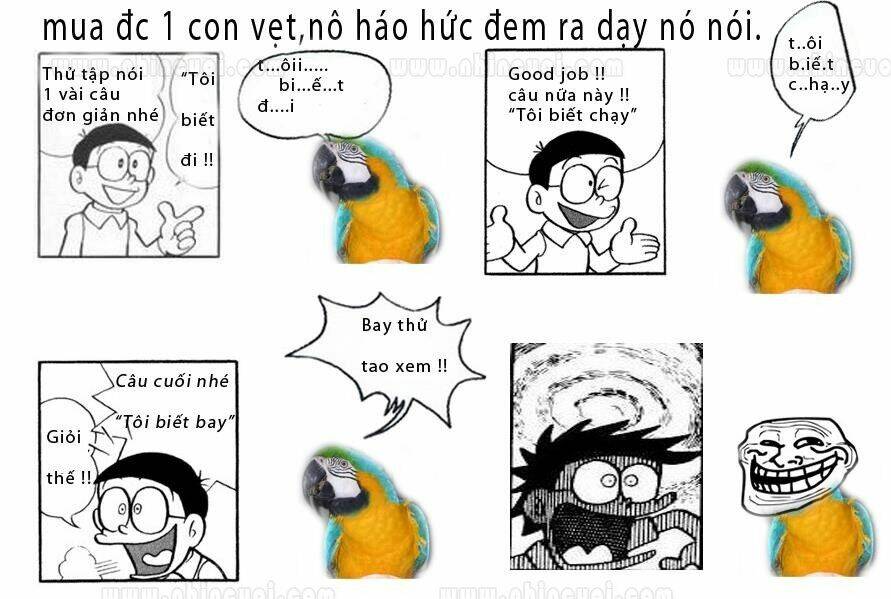 mua đc 1 con vẹt,nô háo hức đem ra dạy nó nói.
Thử tập nói
1 vài câu
đơn giản nhé
“Tôi
biết
đi !!
t...ôii.....
bi...ế...t
đ....i
Good job !!
câu nữa này !!
“Tôi biết chạy”
t..ôi
b.iế.t
c..hạ..y
Câu cuối nhé
“Tôi biết bay”
Giỏi
thế !!
Bay thử
tao xem !!